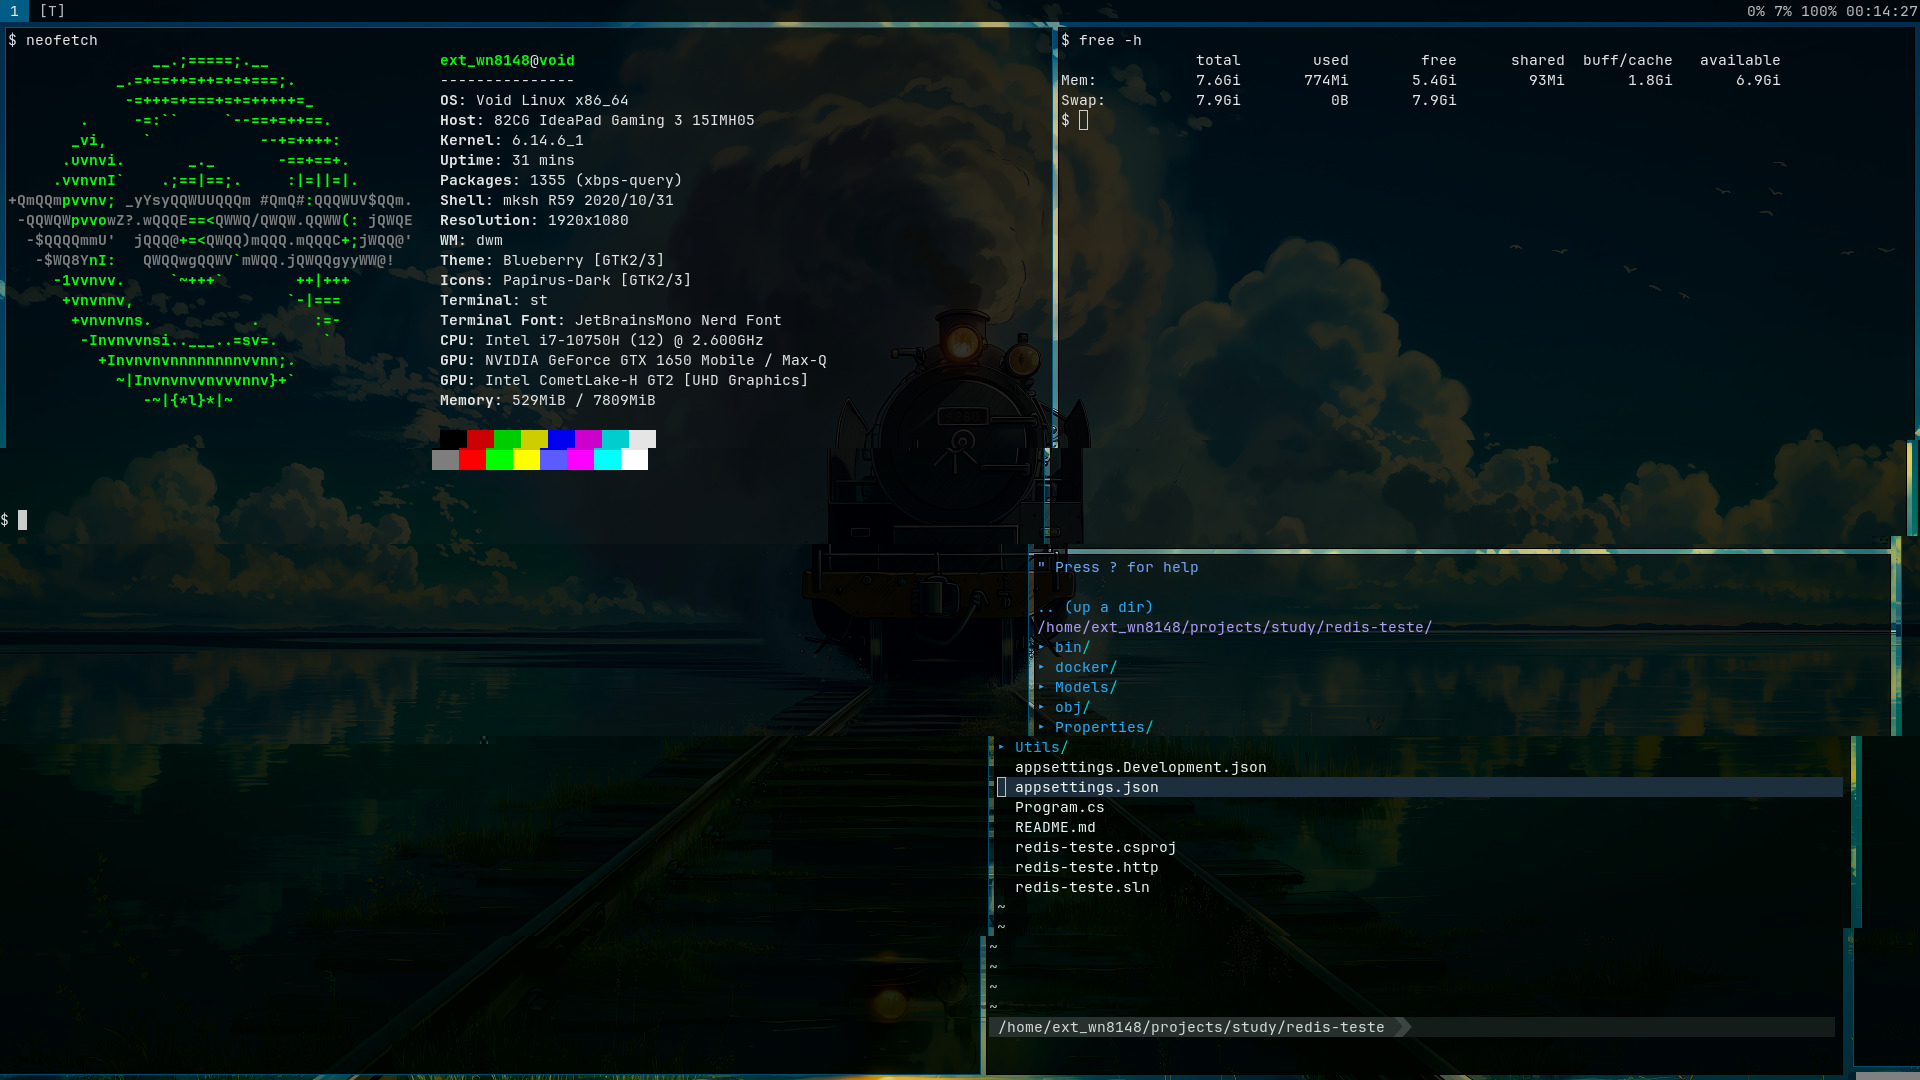 1 [T] 0% 7% 100% 00:14:27
$ neofetch
__.;=====;.__
_.=+==++=++=+=+===;.
-=+++=+===+=+=+++++=_
.     -=:``     `--==+=++==.
_vi,    `            --+=++++:
.uvnvi.       _._       -==+==+.
.vvnvnI`    .;==|==;.     :|=||=|.
+QmQQmpvvnv; _yYsyQQWUUQQQm #QmQ#:QQQWUV$QQm.
-QQWQWpvvowZ?.wQQQE==<QWWQ/QWQW.QQWW(: jQWQE
-$QQQQmmU'  jQQQ@+=<QWQQ)mQQQ.mQQQC+;jWQQ@'
-$WQ8YnI:   QWQQwgQQWV`mWQQ.jQWQQgyyWW@!
-1vvnvv.     `~+++`        ++|+++
+vnvnnv,                 `-|===
+vnvnvns.           .      :=-
-Invnvvnsi..___..=sv=.     `
+Invnvnvnnnnnnnnvvnn;.
~|Invnvnvvnvvvnnv}+`
-~|{*l}*|~
ext_wn8148@void
---------------
OS: Void Linux x86_64
Host: 82CG IdeaPad Gaming 3 15IMH05
Kernel: 6.14.6_1
Uptime: 31 mins
Packages: 1355 (xbps-query)
Shell: mksh R59 2020/10/31
Resolution: 1920x1080
WM: dwm
Theme: Blueberry [GTK2/3]
Icons: Papirus-Dark [GTK2/3]
Terminal: st
Terminal Font: JetBrainsMono Nerd Font
CPU: Intel i7-10750H (12) @ 2.600GHz
GPU: NVIDIA GeForce GTX 1650 Mobile / Max-Q
GPU: Intel CometLake-H GT2 [UHD Graphics]
Memory: 529MiB / 7809MiB
$
$ free -h
total used free shared buff/cache available
Mem: 7.6Gi 774Mi 5.4Gi 93Mi 1.8Gi 6.9Gi
Swap: 7.9Gi 0B 7.9Gi
$
" Press ? for help
.. (up a dir)
/home/ext_wn8148/projects/study/redis-teste/
▸ bin/
▸ docker/
▸ Models/
▸ obj/
▸ Properties/
▸ Utils/
appsettings.Development.json
appsettings.json
Program.cs
README.md
redis-teste.csproj
redis-teste.http
redis-teste.sln
~
~
~
~
~
~
/home/ext_wn8148/projects/study/redis-teste